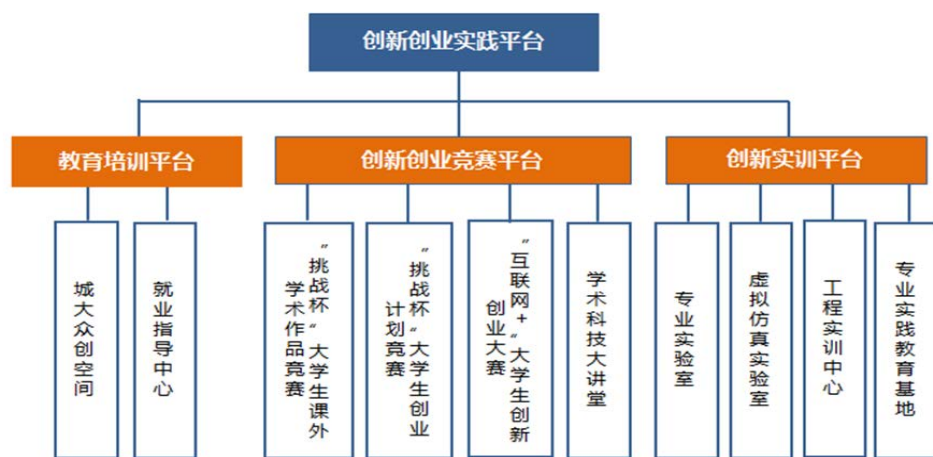 创新创业实践平台
教育培训平台
创新创业竞赛平台
创新实训平台
城大众创空间
就业指导中心
“挑战杯”大学生课外
学术作品竞赛
“挑战杯”大学生创业
计划竞赛
“互联网+”大学生创新
创业大赛
学术科技大讲堂
专业实验室
虚拟仿真实验室
工程实训中心
专业实践教育基地